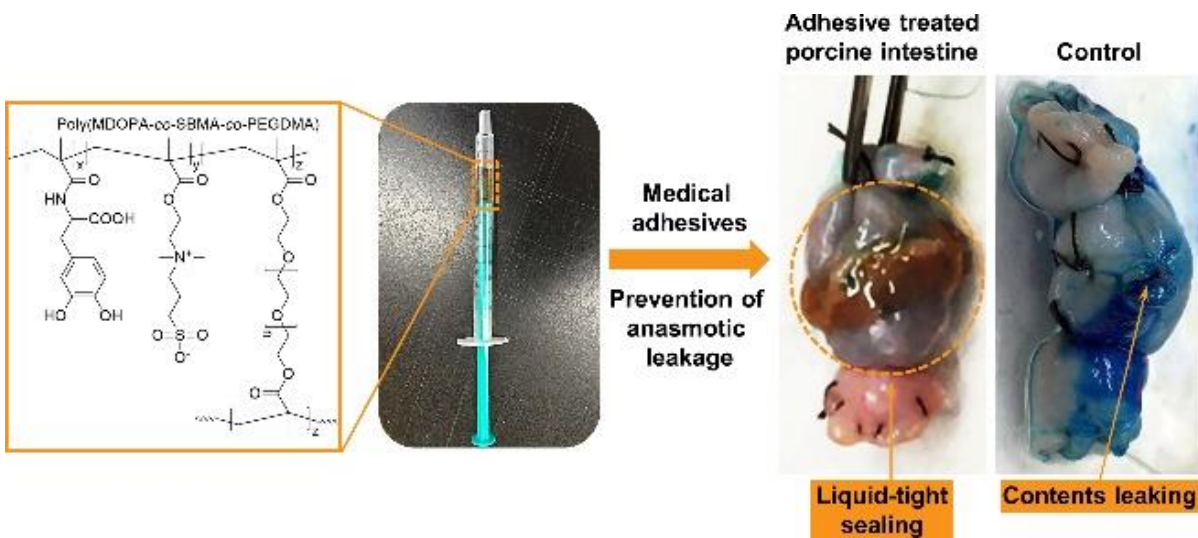 Poly(MDOPA-co-SBMA-co-PEGDMA)
x
y
z
O
O
O
HN
O
O
COOH
N+
O
HO
OH
O
S
O
O
O-
n
O
O
O
z
Medical
adhesives
Prevention of
anasmotic
leakage
Adhesive treated
porcine intestine
Control
Liquid-tight
sealing
Contents leaking